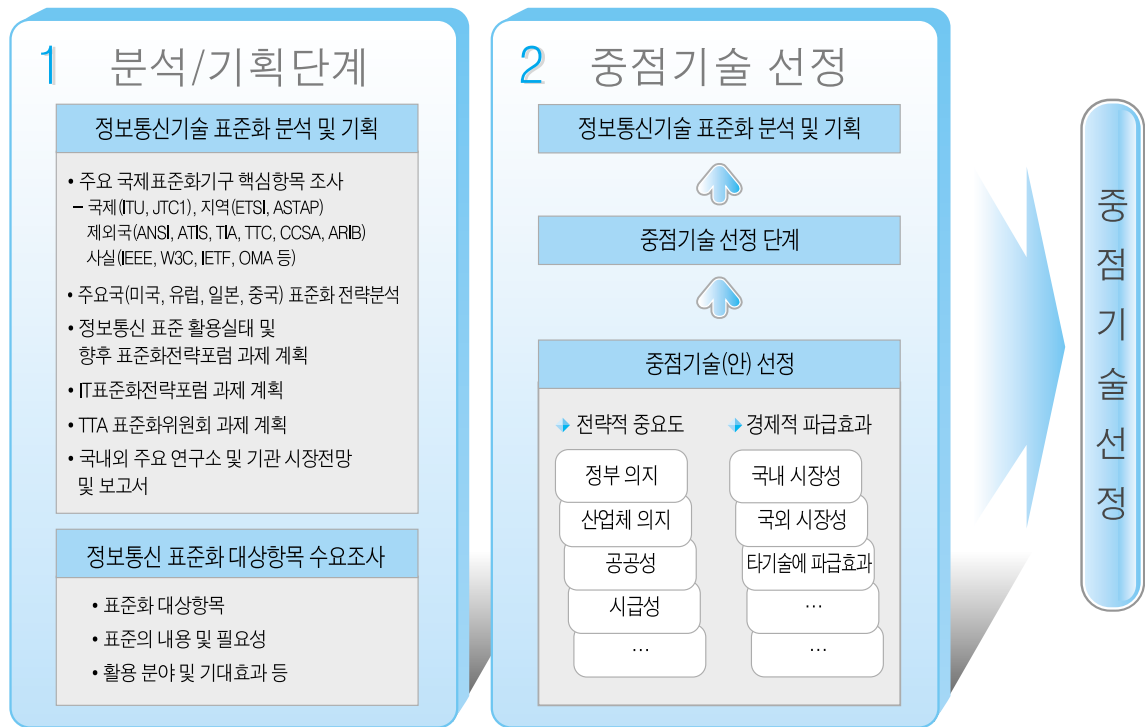 1 분석/기획단계
정보통신기술 표준화 분석 및 기획
• 주요 국제표준화기구 핵심항목 조사
– 국제(ITU, JTC1), 지역(ETSI, ASTAP)
제외국(ANSI, ATIS, TIA, TTC, CCSA, ARIB)
사실(IEEE, W3C, IETF, OMA 등)
• 주요국(미국, 유럽, 일본, 중국) 표준화 전략분석
• 정보통신 표준 활용실태 및
향후 표준화전략포럼 과제 계획
• IT표준화전략포럼 과제 계획
• TTA 표준화위원회 과제 계획
• 국내외 주요 연구소 및 기관 시장전망
및 보고서
정보통신 표준화 대상항목 수요조사
• 표준화 대상항목
• 표준의 내용 및 필요성
• 활용 분야 및 기대효과 등
2 중점기술 선정
정보통신기술 표준화 분석 및 기획
중점기술 선정 단계
중점기술(안) 선정
전략적 중요도
정부 의지
산업체 의지
공공성
시급성
…
경제적 파급효과
국내 시장성
국외 시장성
타기술에 파급효과
…
…
중점기술선정